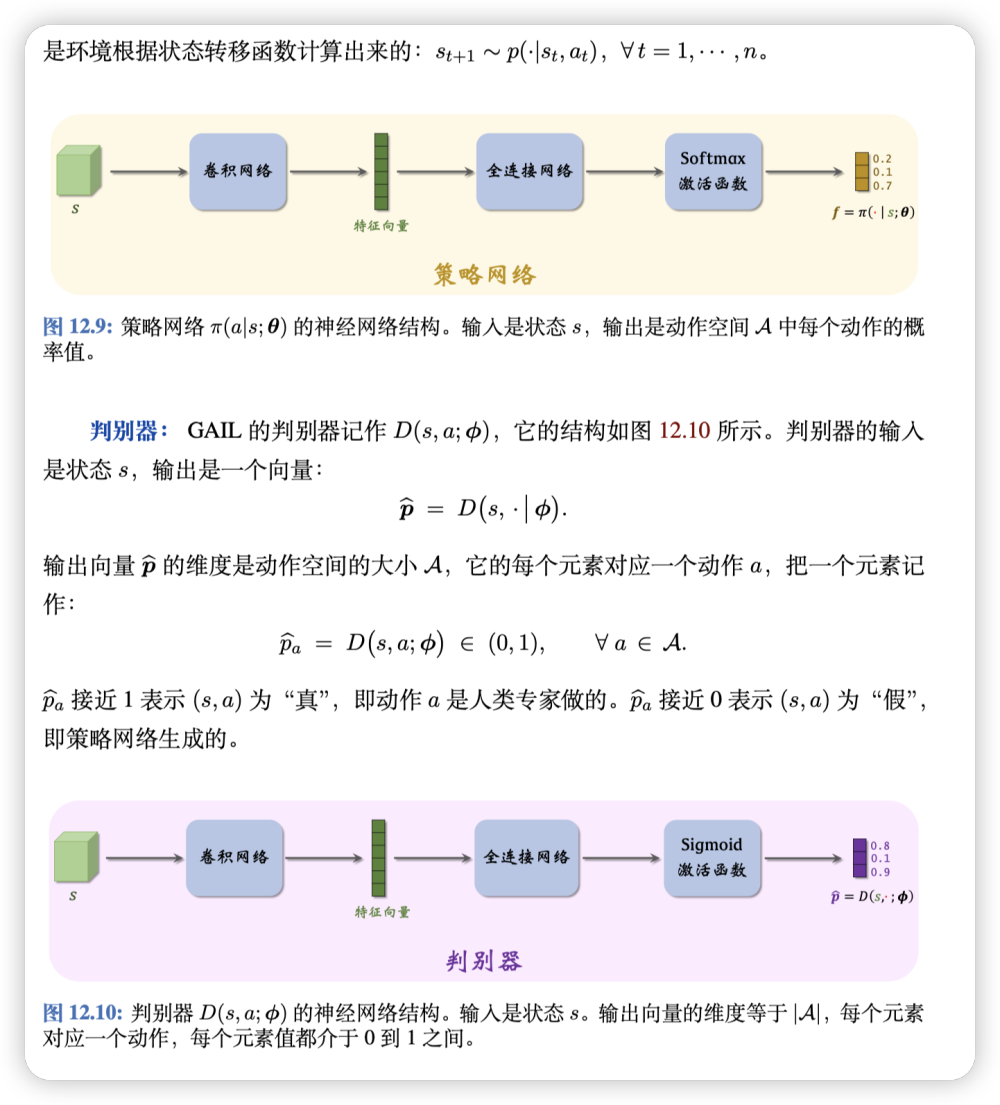 是环境根据状态转移函数计算出来的：$s_{t+1} \sim p(\cdot|s_t, a_t)$，$\forall t = 1, \cdots, n$。
s
卷积网络
特征向量
全连接网络
Softmax
激活函数
0.2
0.1
0.7
$f = \pi(\cdot \mid s; \boldsymbol{\theta})$
策略网络
图 12.9: 策略网络 $\pi(a|s; \boldsymbol{\theta})$ 的神经网络结构。输入是状态 $s$，输出是动作空间 $\mathcal{A}$ 中每个动作的概
率值。
判别器： GAIL 的判别器记作 $D(s, a; \boldsymbol{\phi})$，它的结构如图 12.10 所示。判别器的输入
是状态 $s$，输出是一个向量：
$\widehat{\boldsymbol{p}} = D(s, \cdot \mid \boldsymbol{\phi}).$
输出向量 $\widehat{\boldsymbol{p}}$ 的维度是动作空间的大小 $\mathcal{A}$，它的每个元素对应一个动作 $a$，把一个元素记
作：
$\widehat{p}_a = D(s, a; \boldsymbol{\phi}) \in (0, 1), \quad \forall a \in \mathcal{A}.$
$\widehat{p}_a$ 接近 1 表示 $(s, a)$ 为“真”，即动作 $a$ 是人类专家做的。$\widehat{p}_a$ 接近 0 表示 $(s, a)$ 为“假”，
即策略网络生成的。
s
卷积网络
特征向量
全连接网络
Sigmoid
激活函数
0.8
0.1
0.9
$\widehat{\boldsymbol{p}} = D(s, \cdot; \boldsymbol{\phi})$
判别器
图 12.10: 判别器 $D(s, a; \boldsymbol{\phi})$ 的神经网络结构。输入是状态 $s$。输出向量的维度等于 $|\mathcal{A}|$，每个元素
对应一个动作，每个元素值都介于 0 到 1 之间。